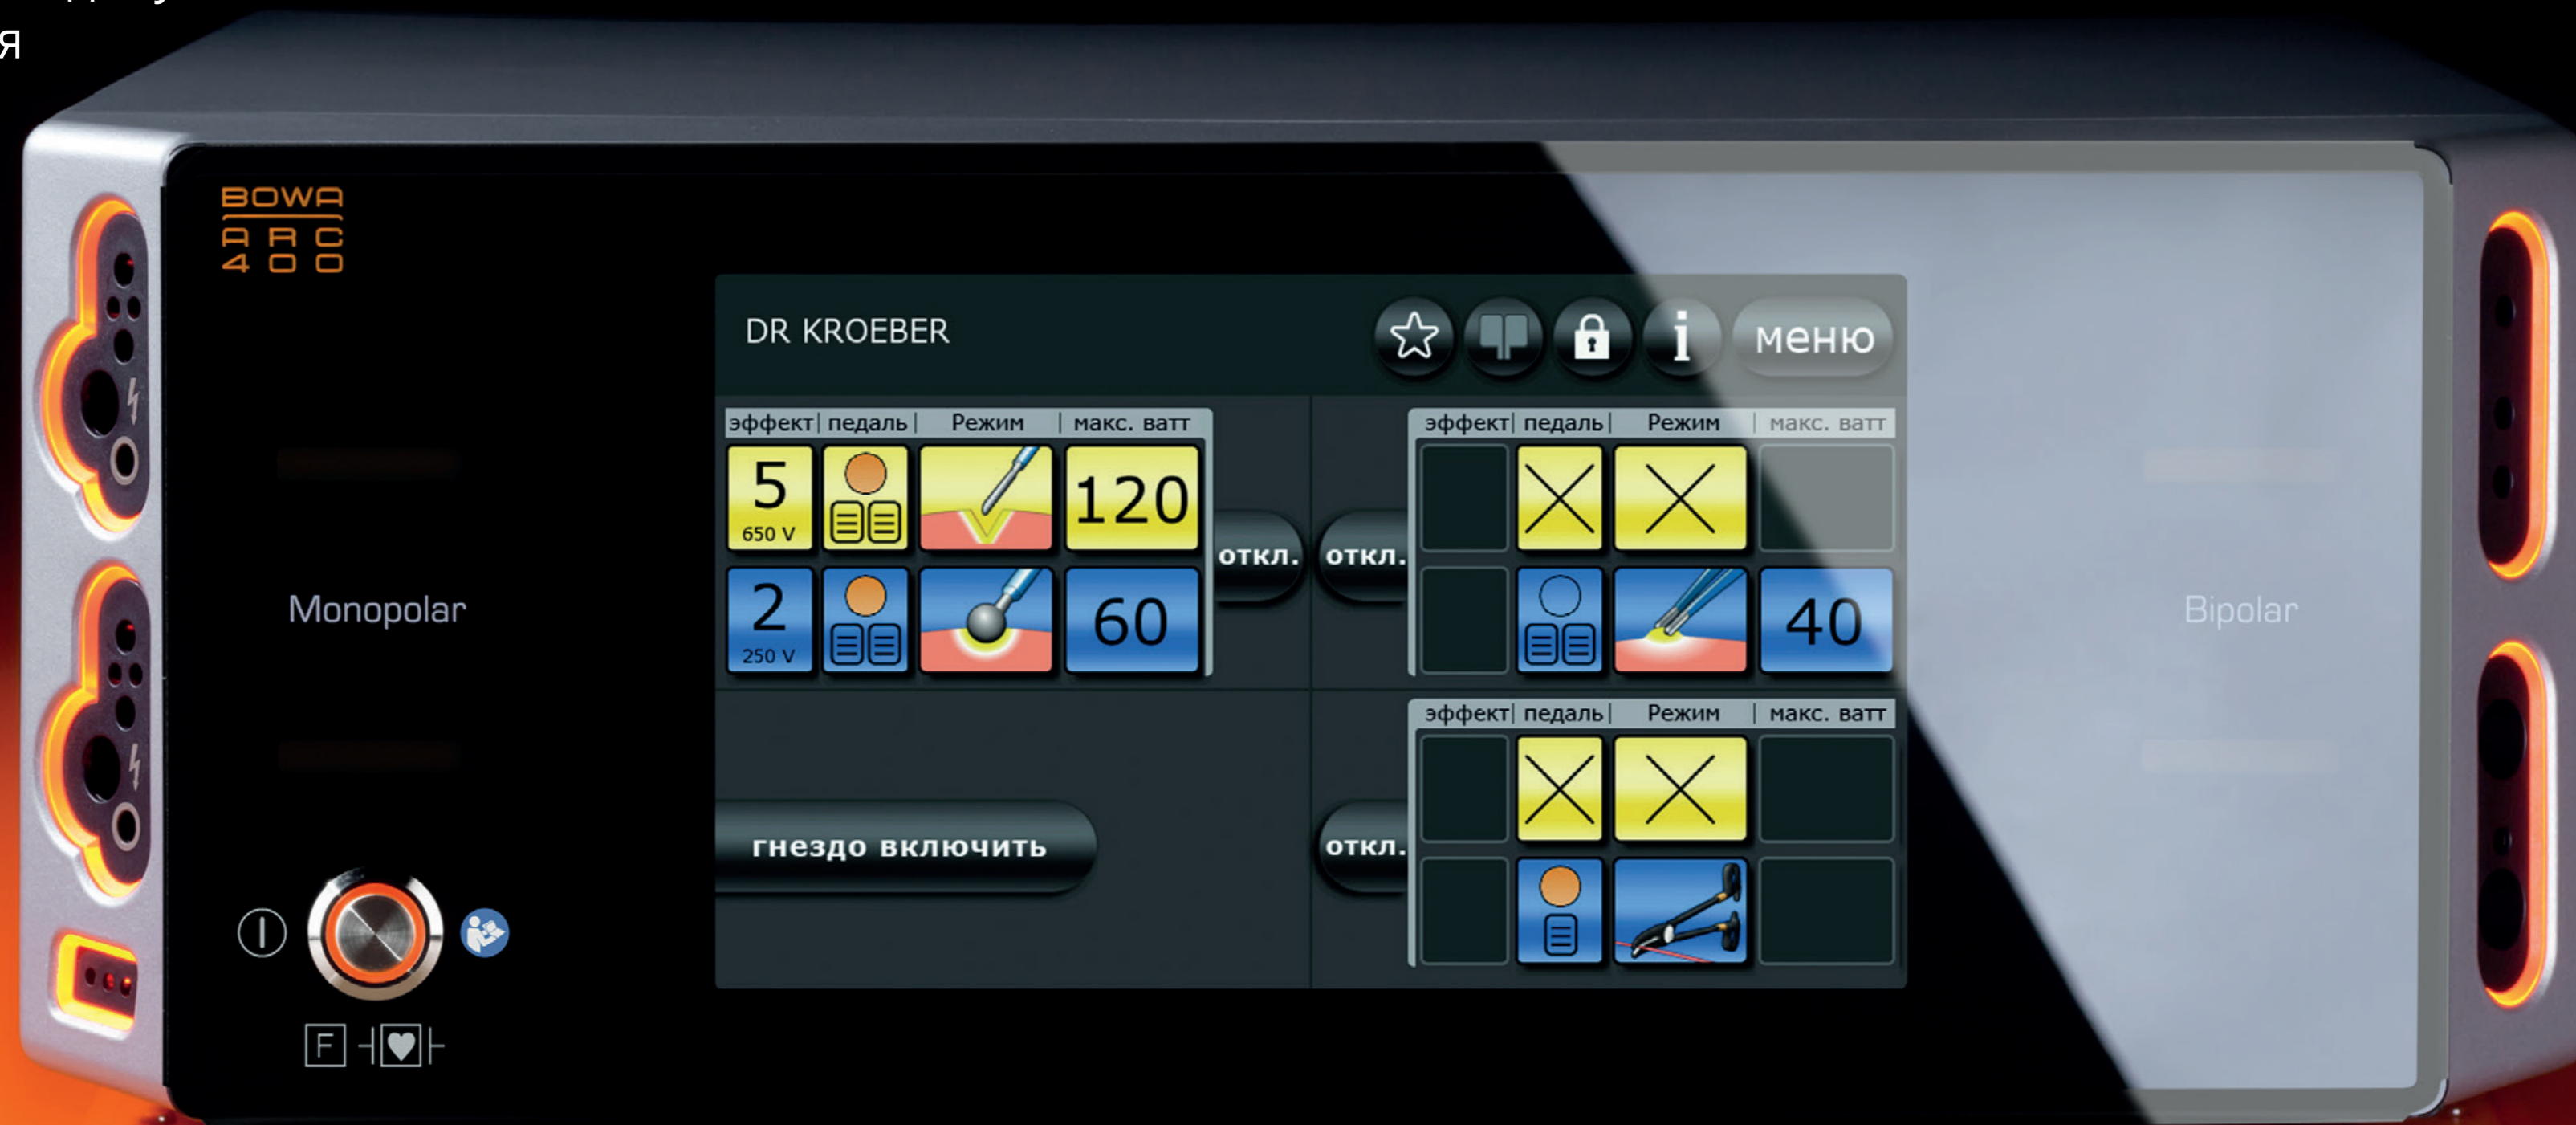 я
BOWA
ARC
400
DR KROEBER
i
меню
эффект| педаль| Режим | макс. ватт
5
650 V
120
2
250 V
60
откл.
откл.
эффект| педаль| Режим | макс. ватт
40
Monopolar
Bipolar
гнездо включить
откл.
эффект| педаль| Режим | макс. ватт
F